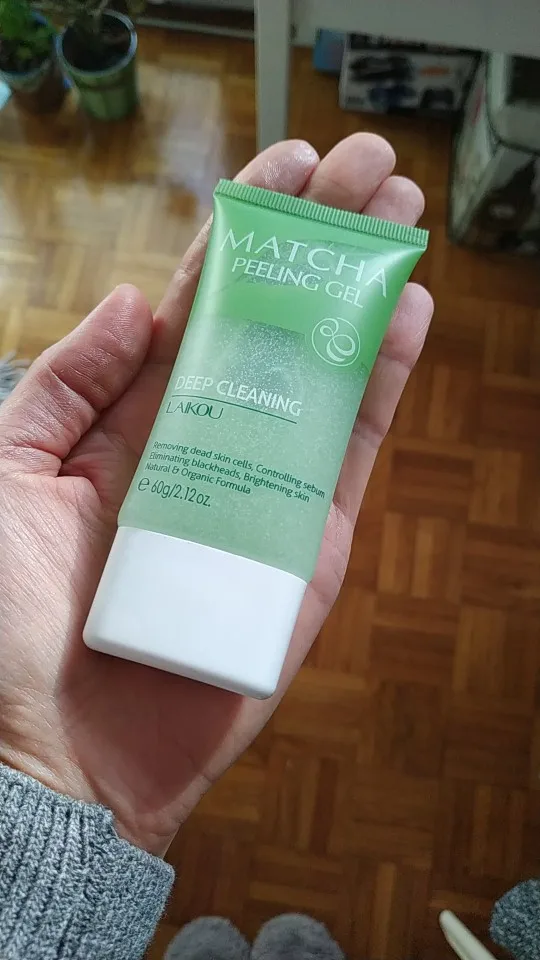 MATCHA
PEELING GEL
DEEP CLEANING
LAIKOU
Removing dead skin cells, Controlling sebum
Eliminating blackheads, Brightening skin
Natural & Organic Formula
℮ 60g/2.12oz.